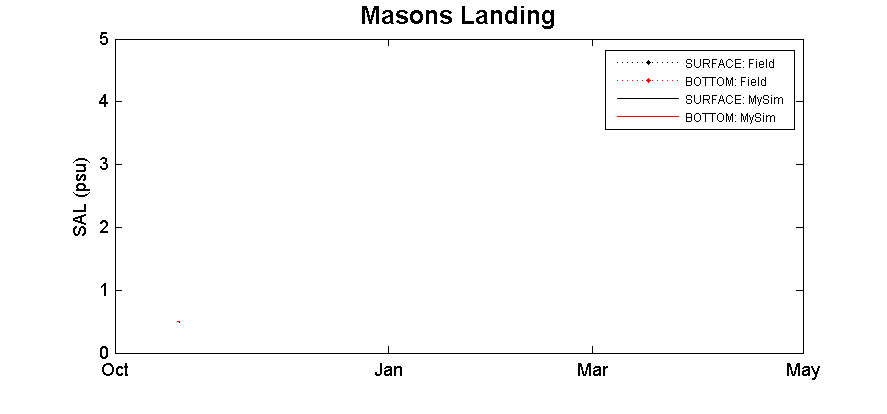 Masons Landing
5
4
3
2
1
0
SAL (psu)
SURFACE: Field
BOTTOM: Field
SURFACE: MySim
BOTTOM: MySim
Oct Jan Mar May